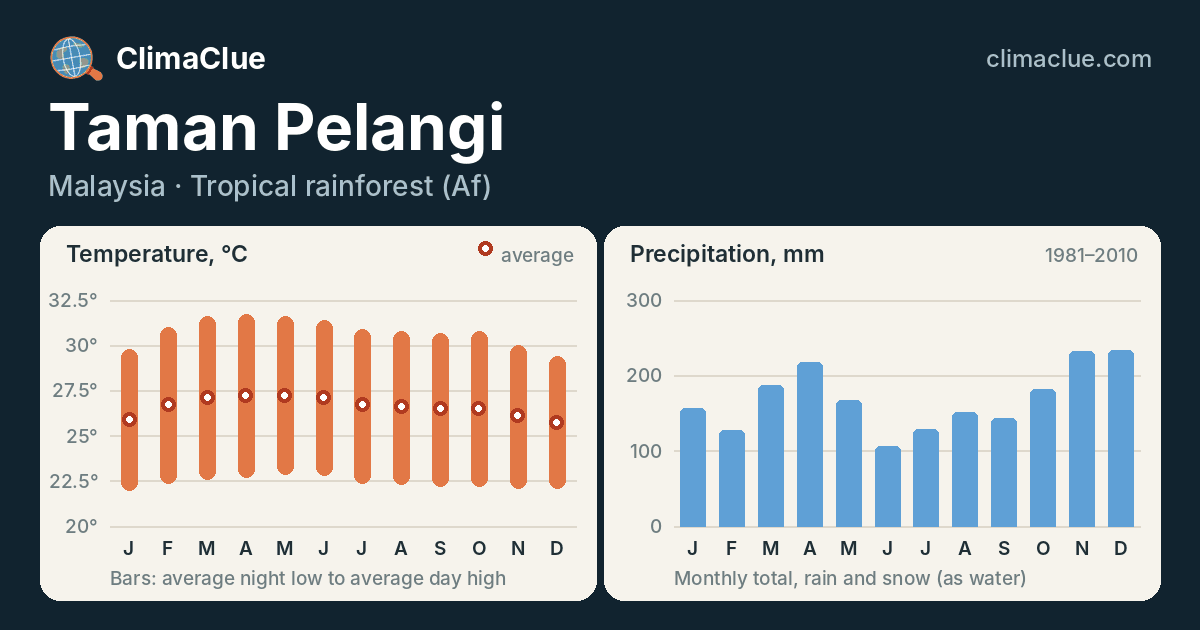 ClimaClue
climaclue.com
Taman Pelangi
Malaysia · Tropical rainforest (Af)
Temperature, °C
average
32.5°
30°
27.5°
25°
22.5°
20°
J F M A M J J A S O N D
Bars: average night low to average day high
Precipitation, mm
1981–2010
300
200
100
0
J F M A M J J A S O N D
Monthly total, rain and snow (as water)